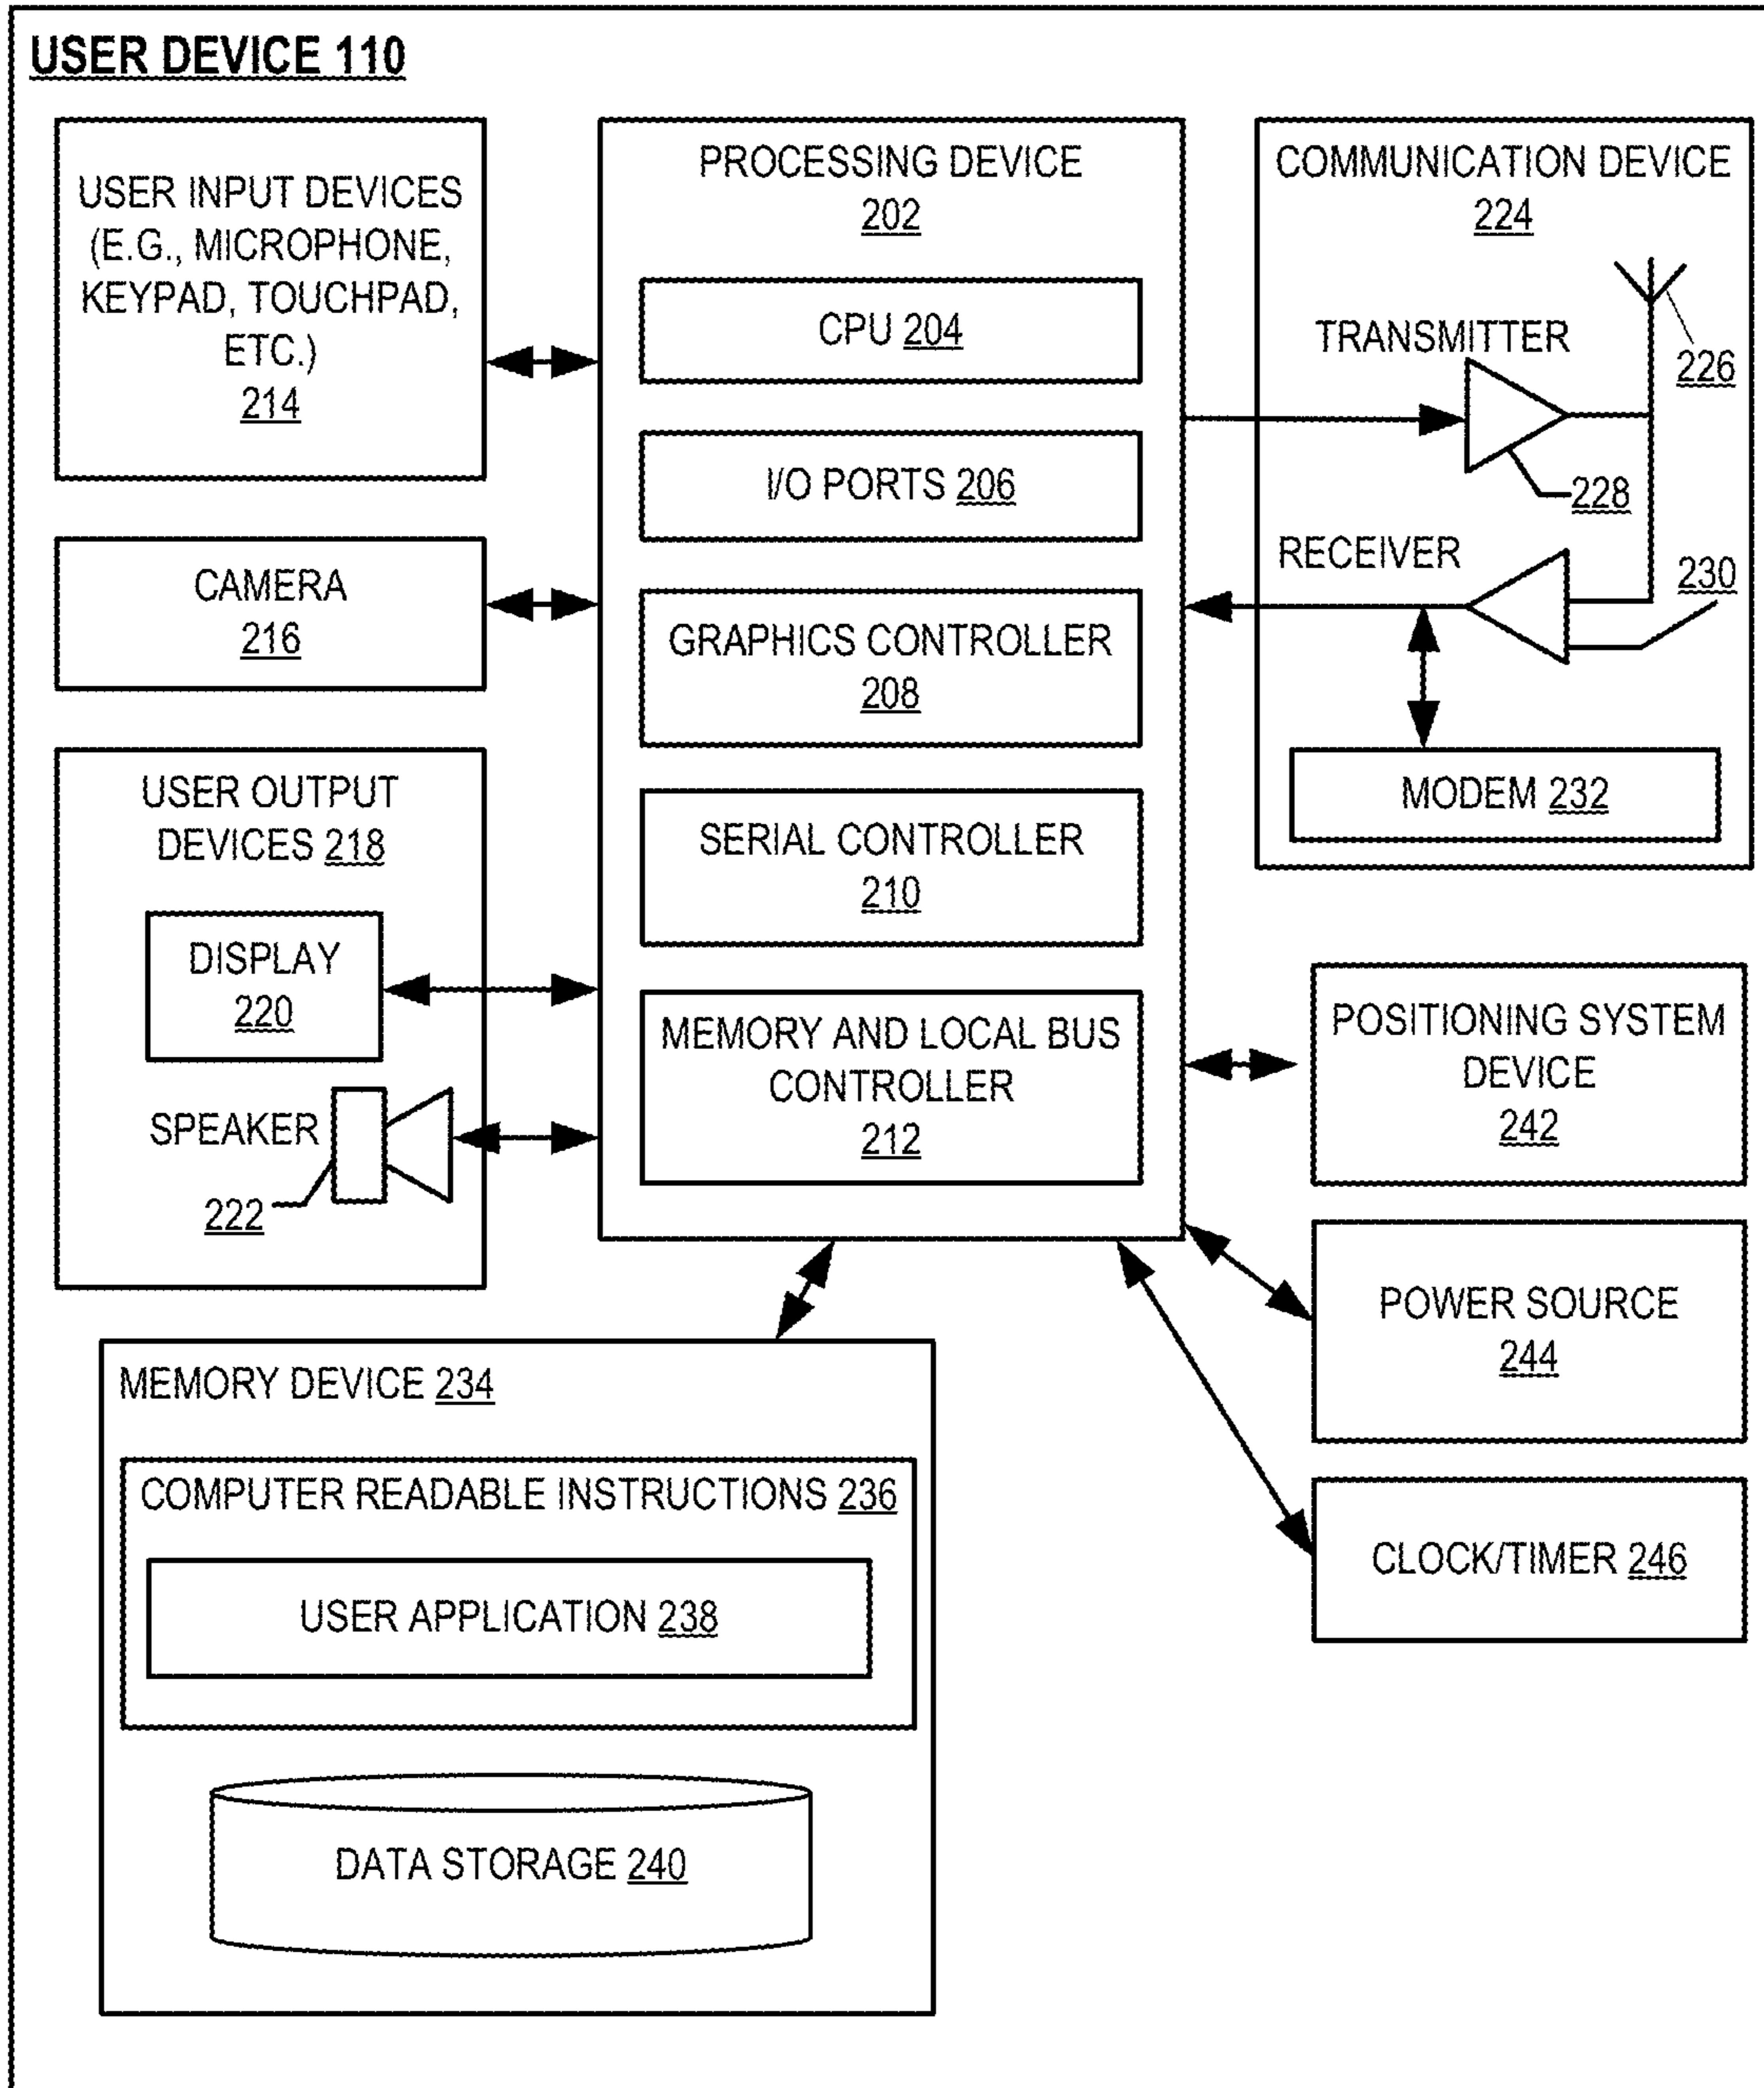 USER DEVICE 110
USER INPUT DEVICES
(E.G., MICROPHONE,
KEYPAD, TOUCHPAD,
ETC.)
214
CAMERA
216
USER OUTPUT
DEVICES 218
DISPLAY
220
SPEAKER
222
PROCESSING DEVICE
202
CPU 204
I/O PORTS 206
GRAPHICS CONTROLLER
208
SERIAL CONTROLLER
210
MEMORY AND LOCAL BUS
CONTROLLER
212
COMMUNICATION DEVICE
224
TRANSMITTER
226
228
RECEIVER
230
MODEM 232
POSITIONING SYSTEM
DEVICE
242
POWER SOURCE
244
CLOCK/TIMER 246
MEMORY DEVICE 234
COMPUTER READABLE INSTRUCTIONS 236
USER APPLICATION 238
DATA STORAGE 240